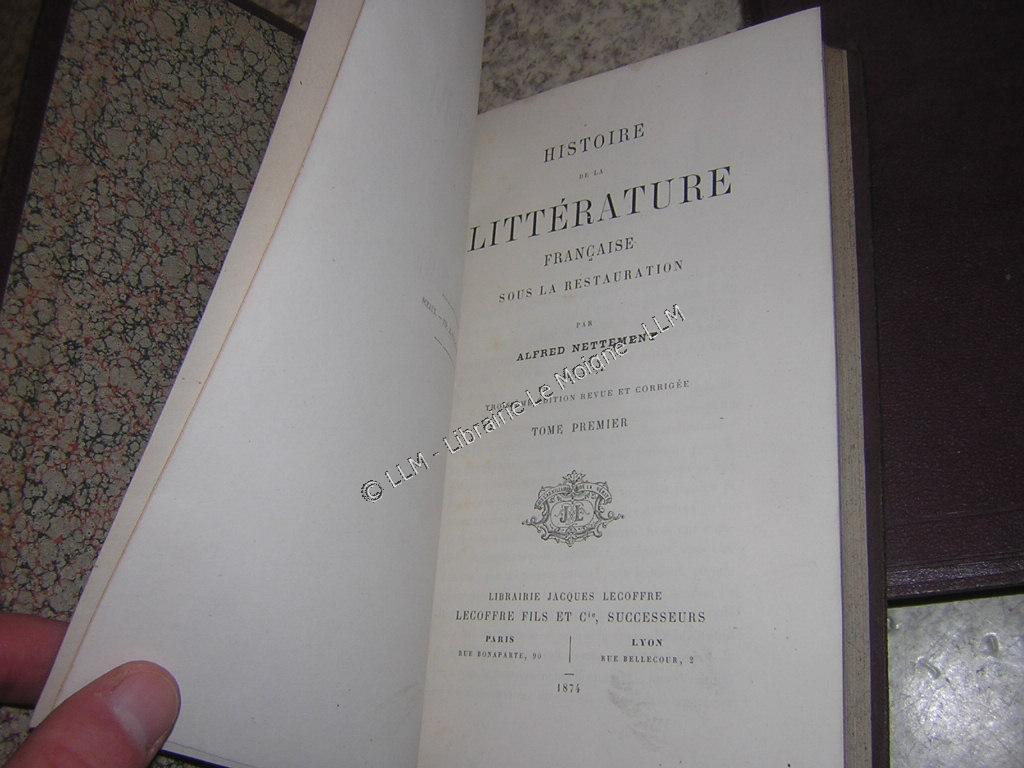 HISTOIRE
DE LA
LITTÉRATURE
FRANÇAISE
SOUS LA RESTAURATION
PAR
ALFRED NETTEMENT
TROISIÈME ÉDITION REVUE ET CORRIGÉE
TOME PREMIER
LIBRAIRIE JACQUES LECOFFRE
LECOFFRE FILS ET Cie, SUCCESSEURS
PARIS
RUE BONAPARTE, 90
LYON
RUE BELLECOUR, 2
1874
© LLM - Librairie Le Moigne - LLM